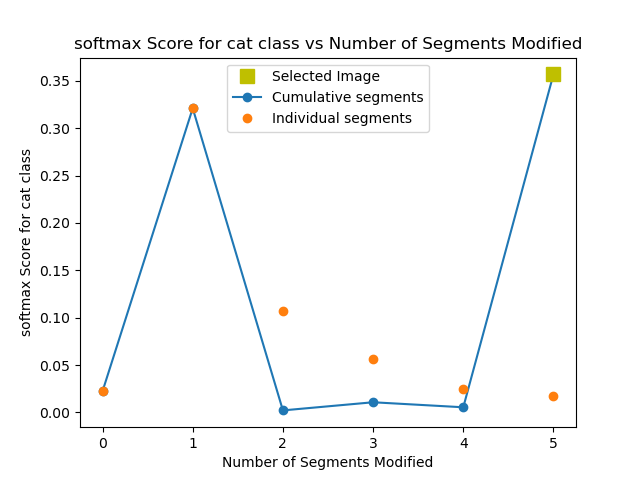 softmax Score for cat class vs Number of Segments Modified
Selected Image
Cumulative segments
Individual segments
softmax Score for cat class
0.35
0.30
0.25
0.20
0.15
0.10
0.05
0.00
0 1 2 3 4 5
Number of Segments Modified